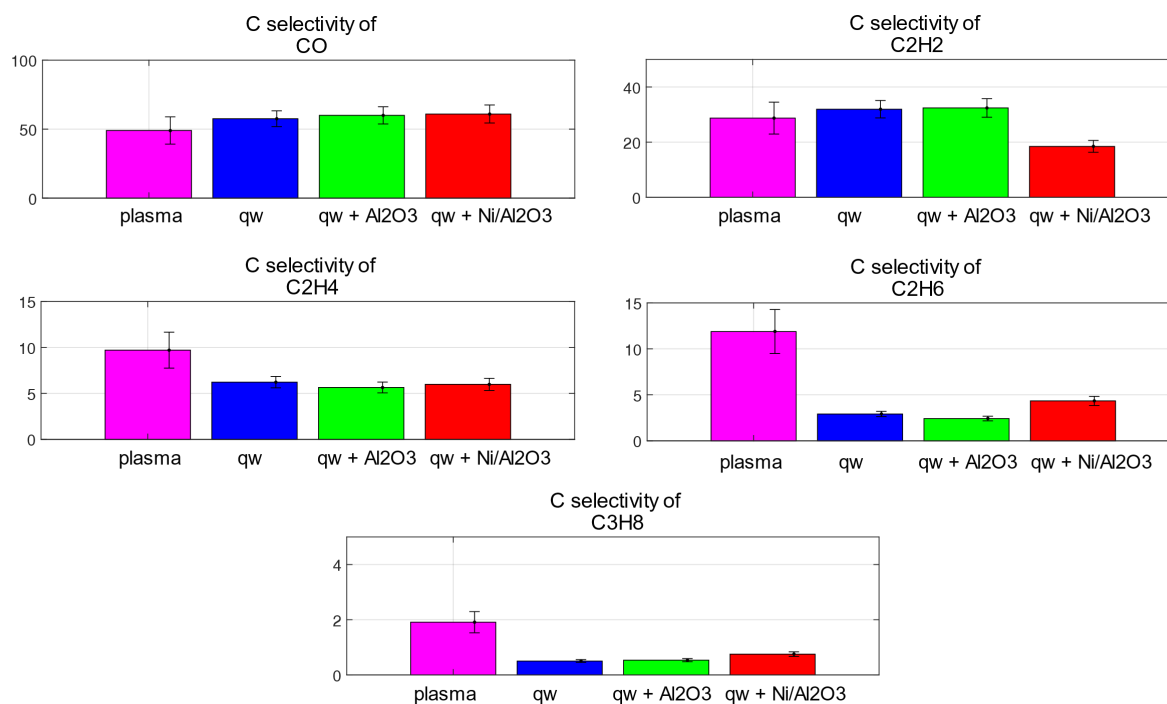 C selectivity of
CO
100
50
0
plasma qw qw + Al2O3 qw + Ni/Al2O3
C selectivity of
C2H2
40
20
0
plasma qw qw + Al2O3 qw + Ni/Al2O3
C selectivity of
C2H4
15
10
5
0
plasma qw qw + Al2O3 qw + Ni/Al2O3
C selectivity of
C2H6
15
10
5
0
plasma qw qw + Al2O3 qw + Ni/Al2O3
C selectivity of
C3H8
4
2
0
plasma qw qw + Al2O3 qw + Ni/Al2O3